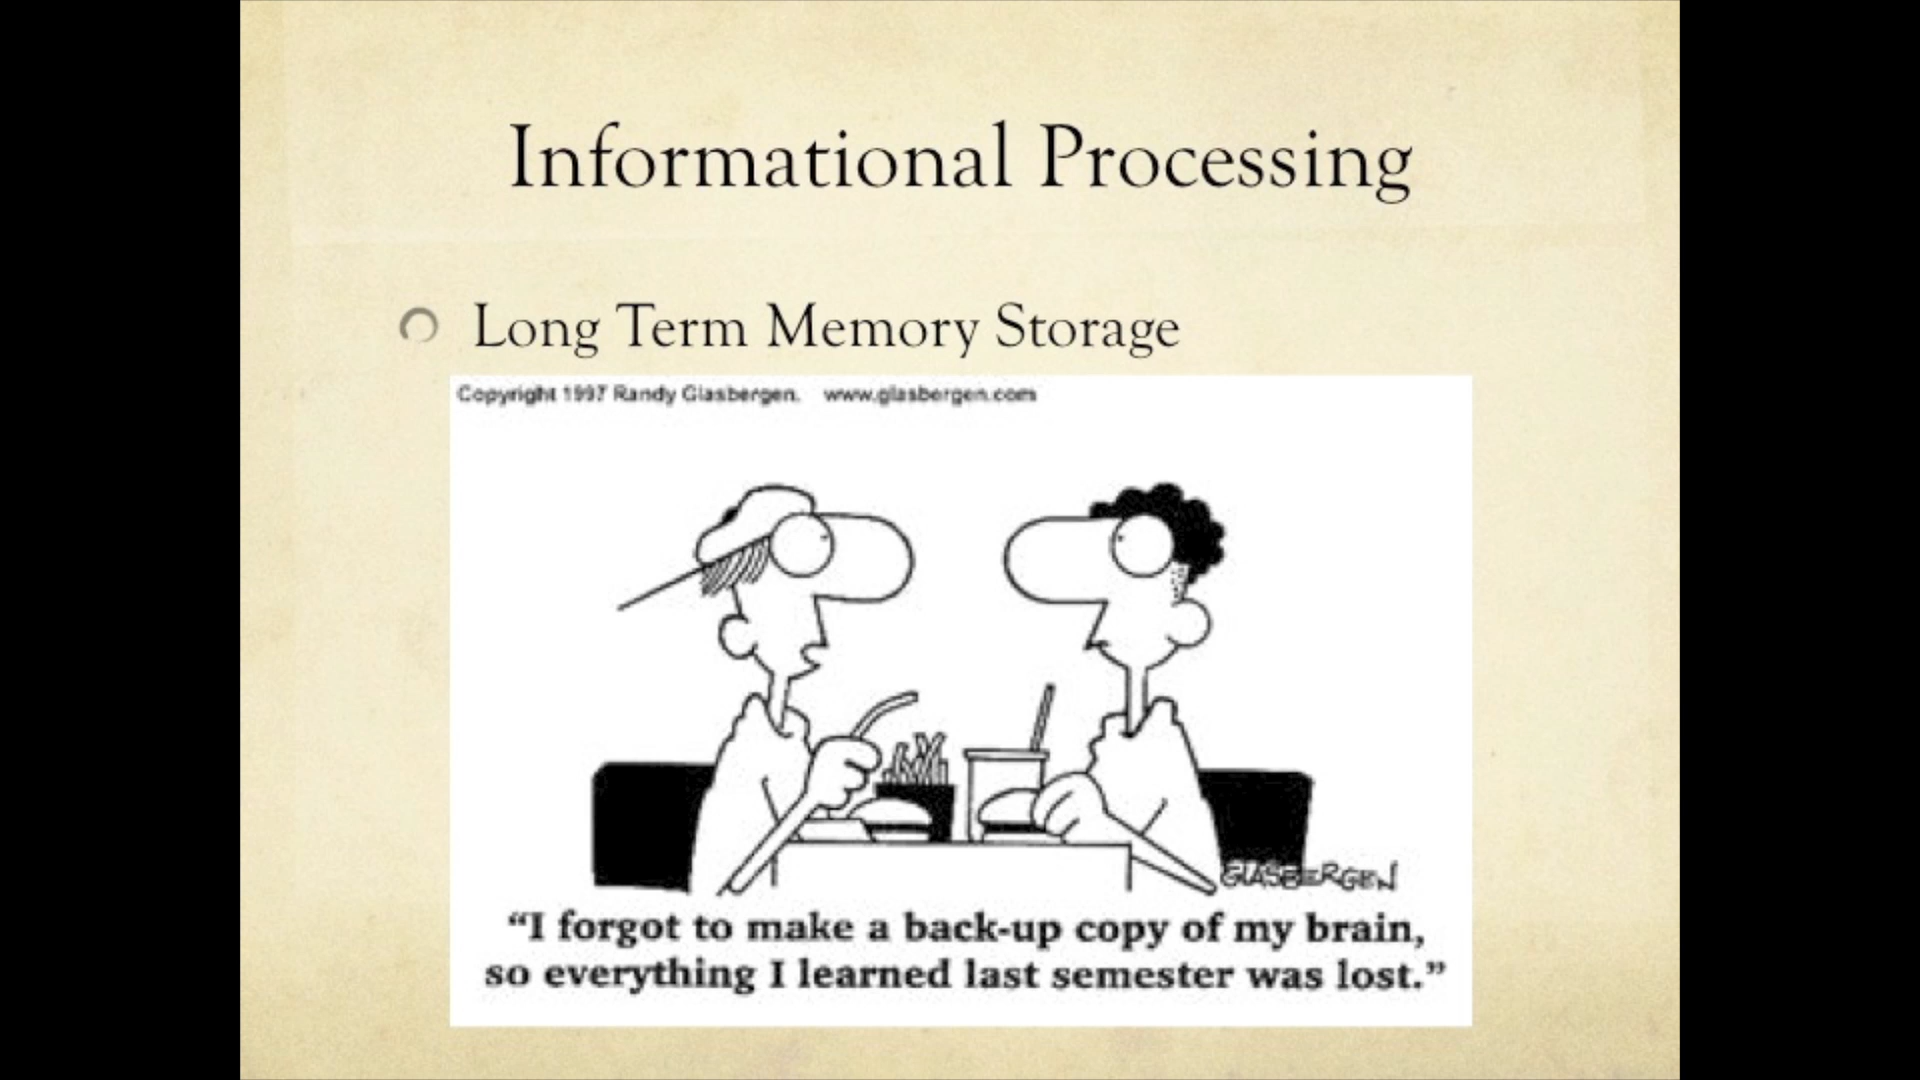 Informational Processing
Long Term Memory Storage
Copyright 1997 Randy Glasbergen. www.glasbergen.com
GLASBERGEN
“I forgot to make a back-up copy of my brain,
so everything I learned last semester was lost.”